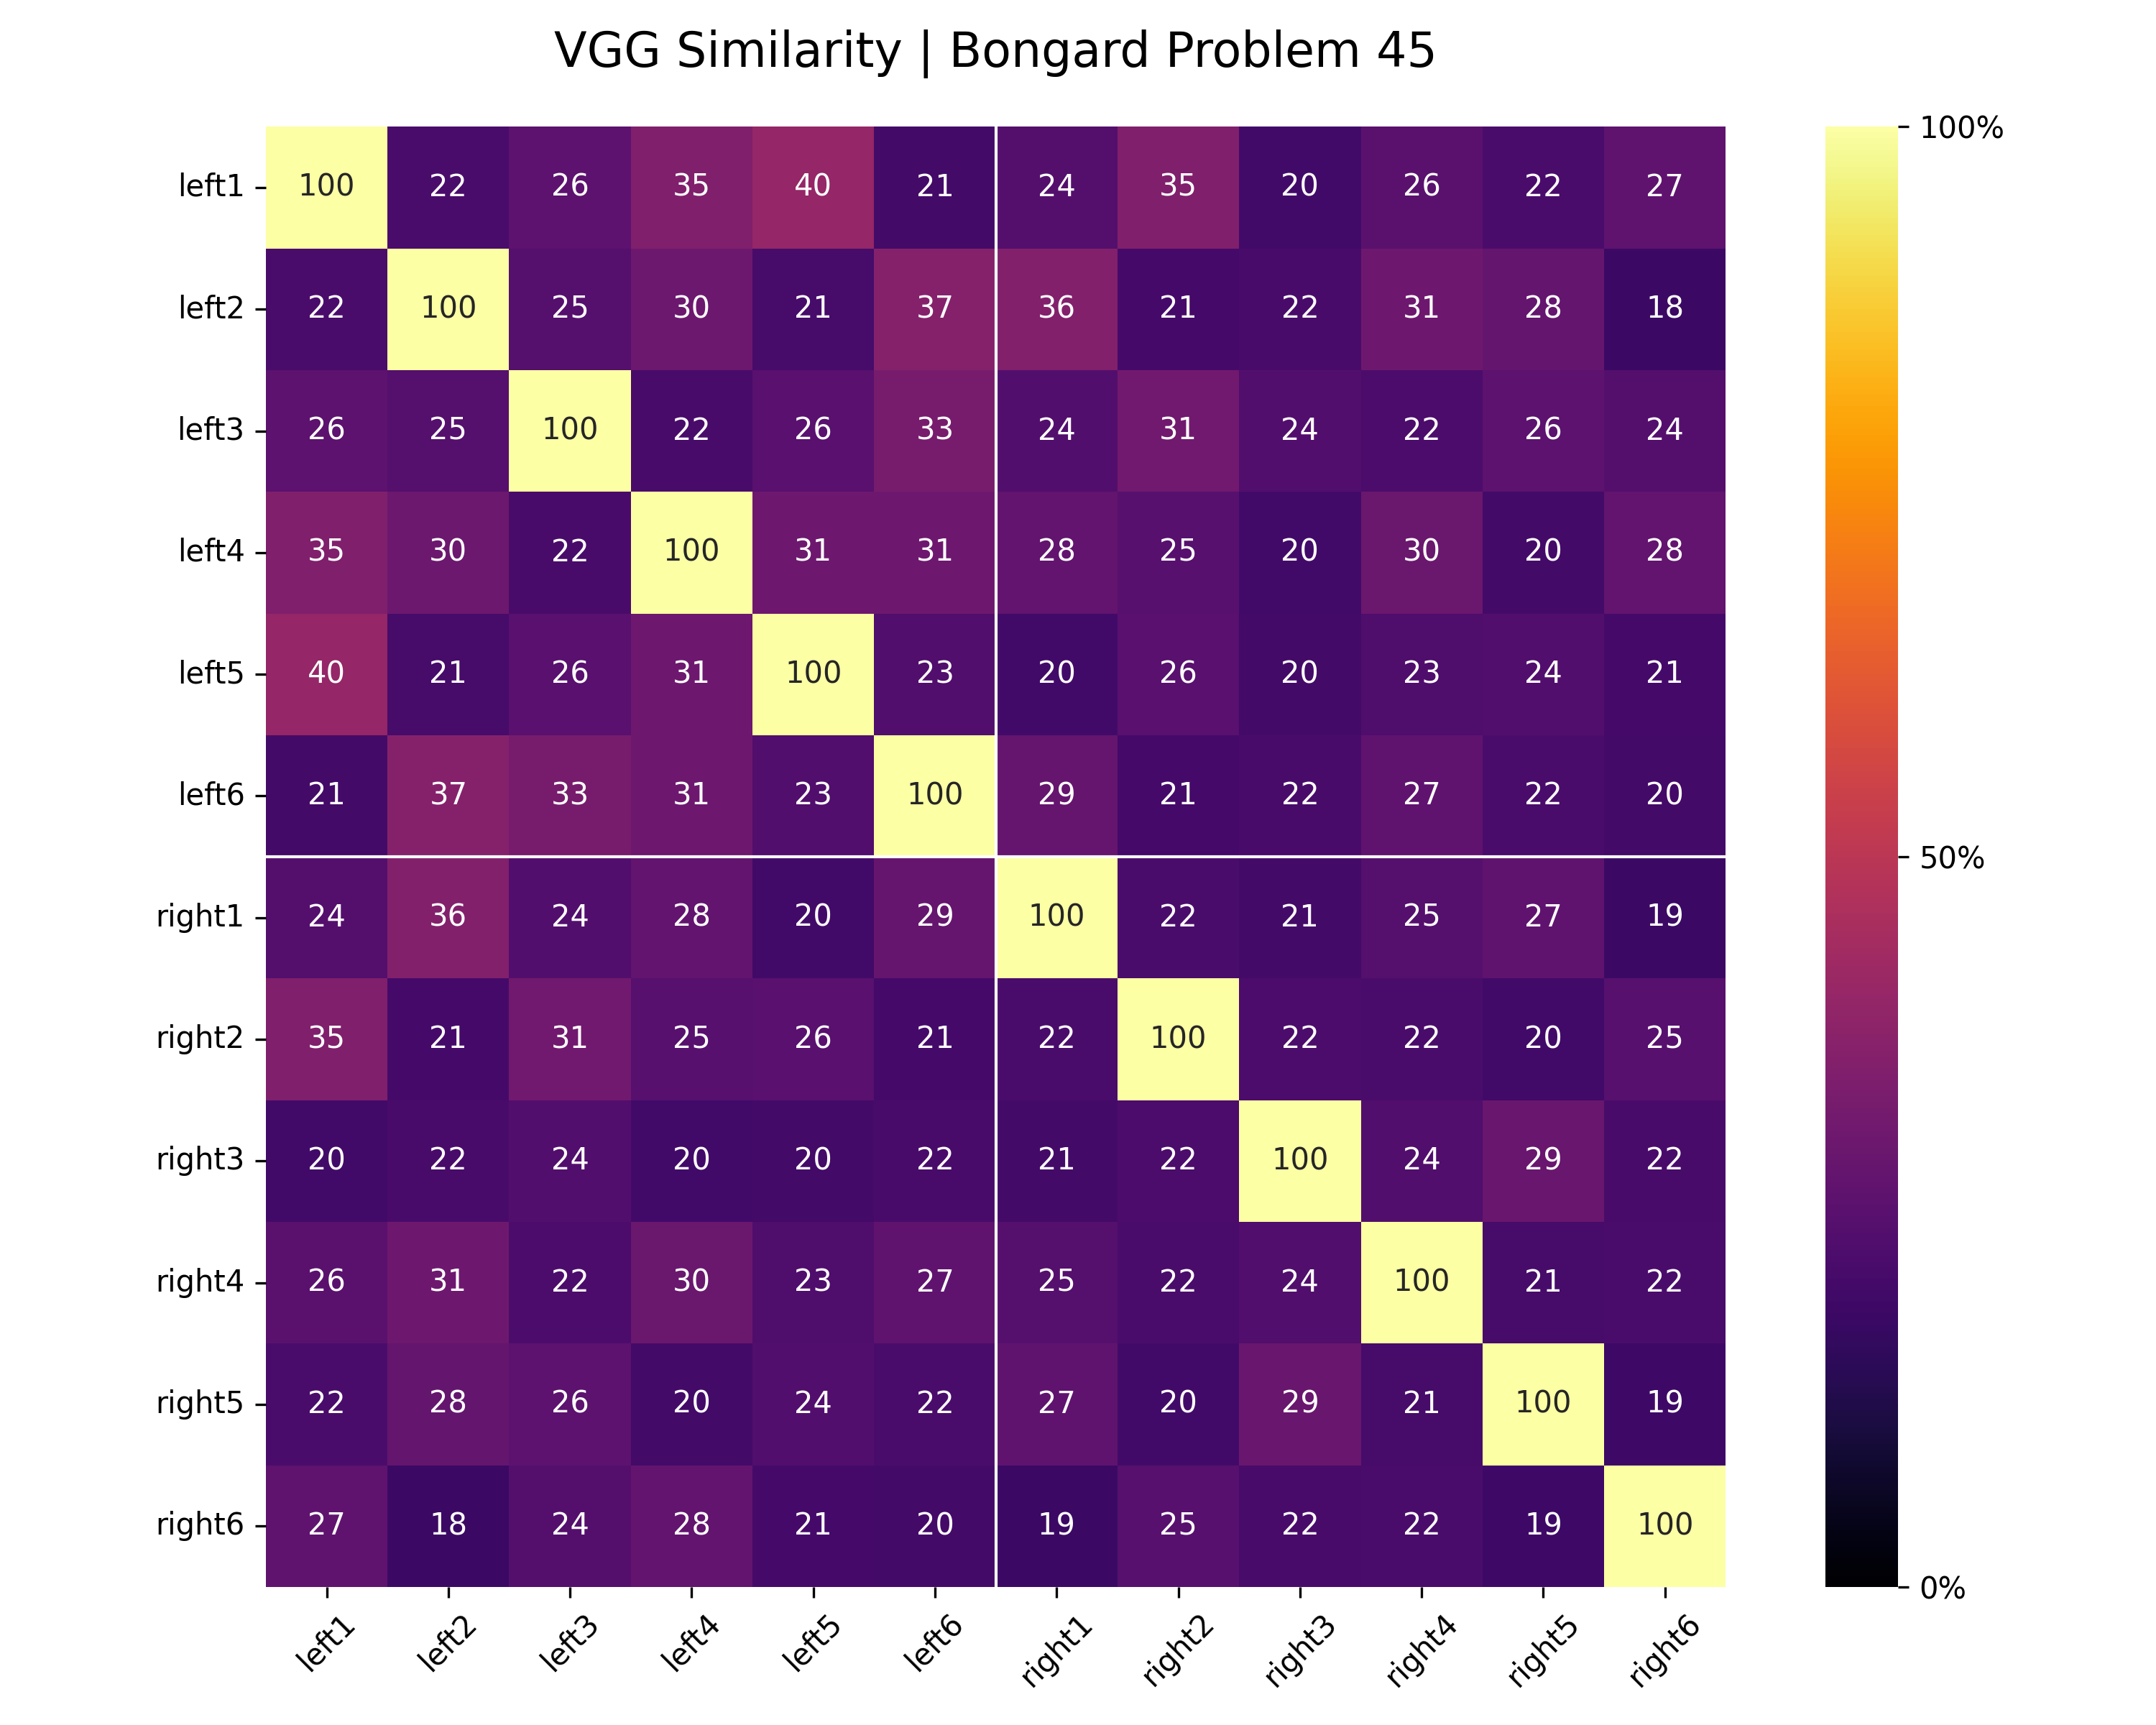 VGG Similarity | Bongard Problem 45
left1 100 22 26 35 40 21 24 35 20 26 22 27
left2 22 100 25 30 21 37 36 21 22 31 28 18
left3 26 25 100 22 26 33 24 31 24 22 26 24
left4 35 30 22 100 31 31 28 25 20 30 20 28
left5 40 21 26 31 100 23 20 26 20 23 24 21
left6 21 37 33 31 23 100 29 21 22 27 22 20
right1 24 36 24 28 20 29 100 22 21 25 27 19
right2 35 21 31 25 26 21 22 100 22 22 20 25
right3 20 22 24 20 20 22 21 22 100 24 29 22
right4 26 31 22 30 23 27 25 22 24 100 21 22
right5 22 28 26 20 24 22 27 20 29 21 100 19
right6 27 18 24 28 21 20 19 25 22 22 19 100
left1 left2 left3 left4 left5 left6 right1 right2 right3 right4 right5 right6
100%
50%
0%